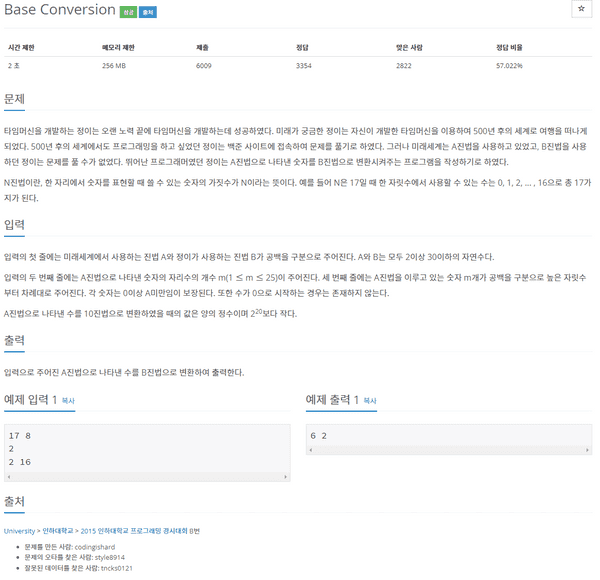 Base Conversion 성공 출처
☆
시간 제한 메모리 제한 제출 정답 맞은 사람 정답 비율
2 초 256 MB 6009 3354 2822 57.022%
문제
타임머신을 개발하는 정이는 오랜 노력 끝에 타임머신을 개발하는데 성공하였다. 미래가 궁금한 정이는 자신이 개발한 타임머신을 이용하여 500년 후의 세계로 여행을 떠나게
되었다. 500년 후의 세계에서도 프로그래밍을 하고 싶었던 정이는 백준 사이트에 접속하여 문제를 풀기로 하였다. 그러나 미래세계는 A진법을 사용하고 있었고, B진법을 사용
하던 정이는 문제를 풀 수가 없었다. 뛰어난 프로그래머였던 정이는 A진법으로 나타낸 숫자를 B진법으로 변환시켜주는 프로그램을 작성하기로 하였다.
N진법이란, 한 자리에서 숫자를 표현할 때 쓸 수 있는 숫자의 가짓수가 N이라는 뜻이다. 예를 들어 N은 17일 때 한 자릿수에서 사용할 수 있는 수는 0, 1, 2, ... , 16으로 총 17가
지가 된다.
입력
입력의 첫 줄에는 미래세계에서 사용하는 진법 A와 정이가 사용하는 진법 B가 공백을 구분으로 주어진다. A와 B는 모두 2이상 30이하의 자연수다.
입력의 두 번째 줄에는 A진법으로 나타낸 숫자의 자리수의 개수 m(1 ≤ m ≤ 25)이 주어진다. 세 번째 줄에는 A진법을 이루고 있는 숫자 m개가 공백을 구분으로 높은 자릿수
부터 차례대로 주어진다. 각 숫자는 0이상 A미만임이 보장된다. 또한 수가 0으로 시작하는 경우는 존재하지 않는다.
A진법으로 나타낸 수를 10진법으로 변환하였을 때의 값은 양의 정수이며 2²⁰보다 작다.
출력
입력으로 주어진 A진법으로 나타낸 수를 B진법으로 변환하여 출력한다.
예제 입력 1 복사
17 8
2
2 16
예제 출력 1 복사
6 2
출처
University > 인하대학교 > 2015 인하대학교 프로그래밍 경시대회 B번
문제를 만든 사람: codingishard
문제의 오타를 찾은 사람: style8914
잘못된 데이터를 찾은 사람: tncks0121